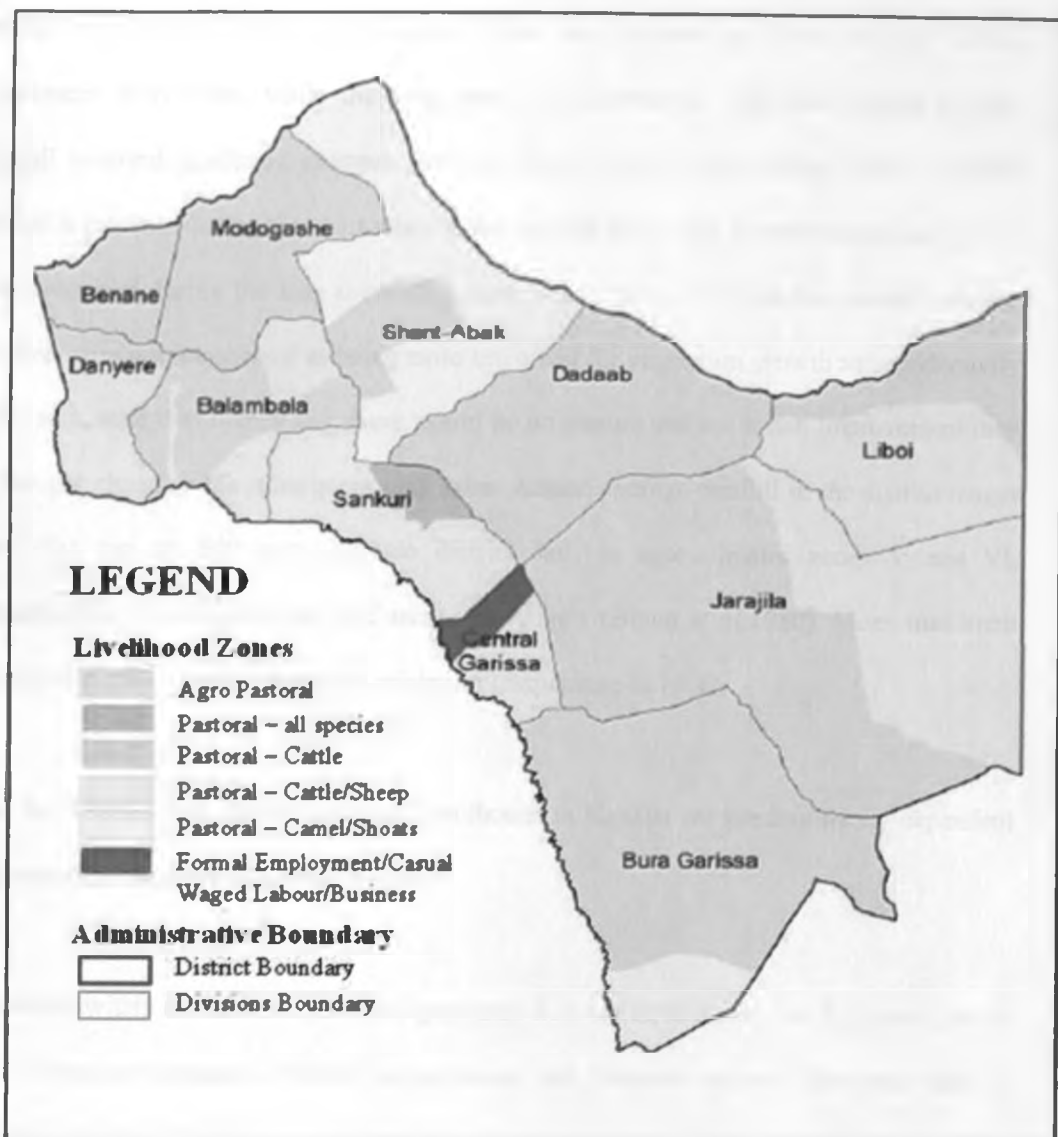 Modogashe
Benane
Shant-Abak
Danyere
Dadaab
Balambala
Liboi
Sankuri
Jarajila
Central
Garissa
Bura Garissa
LEGEND
Livelihood Zones
Agro Pastoral
Pastoral – all species
Pastoral – Cattle
Pastoral – Cattle/Sheep
Pastoral – Camel/Shoats
Formal Employment/Casual
Waged Labour/Business
Administrative Boundary
District Boundary
Divisions Boundary